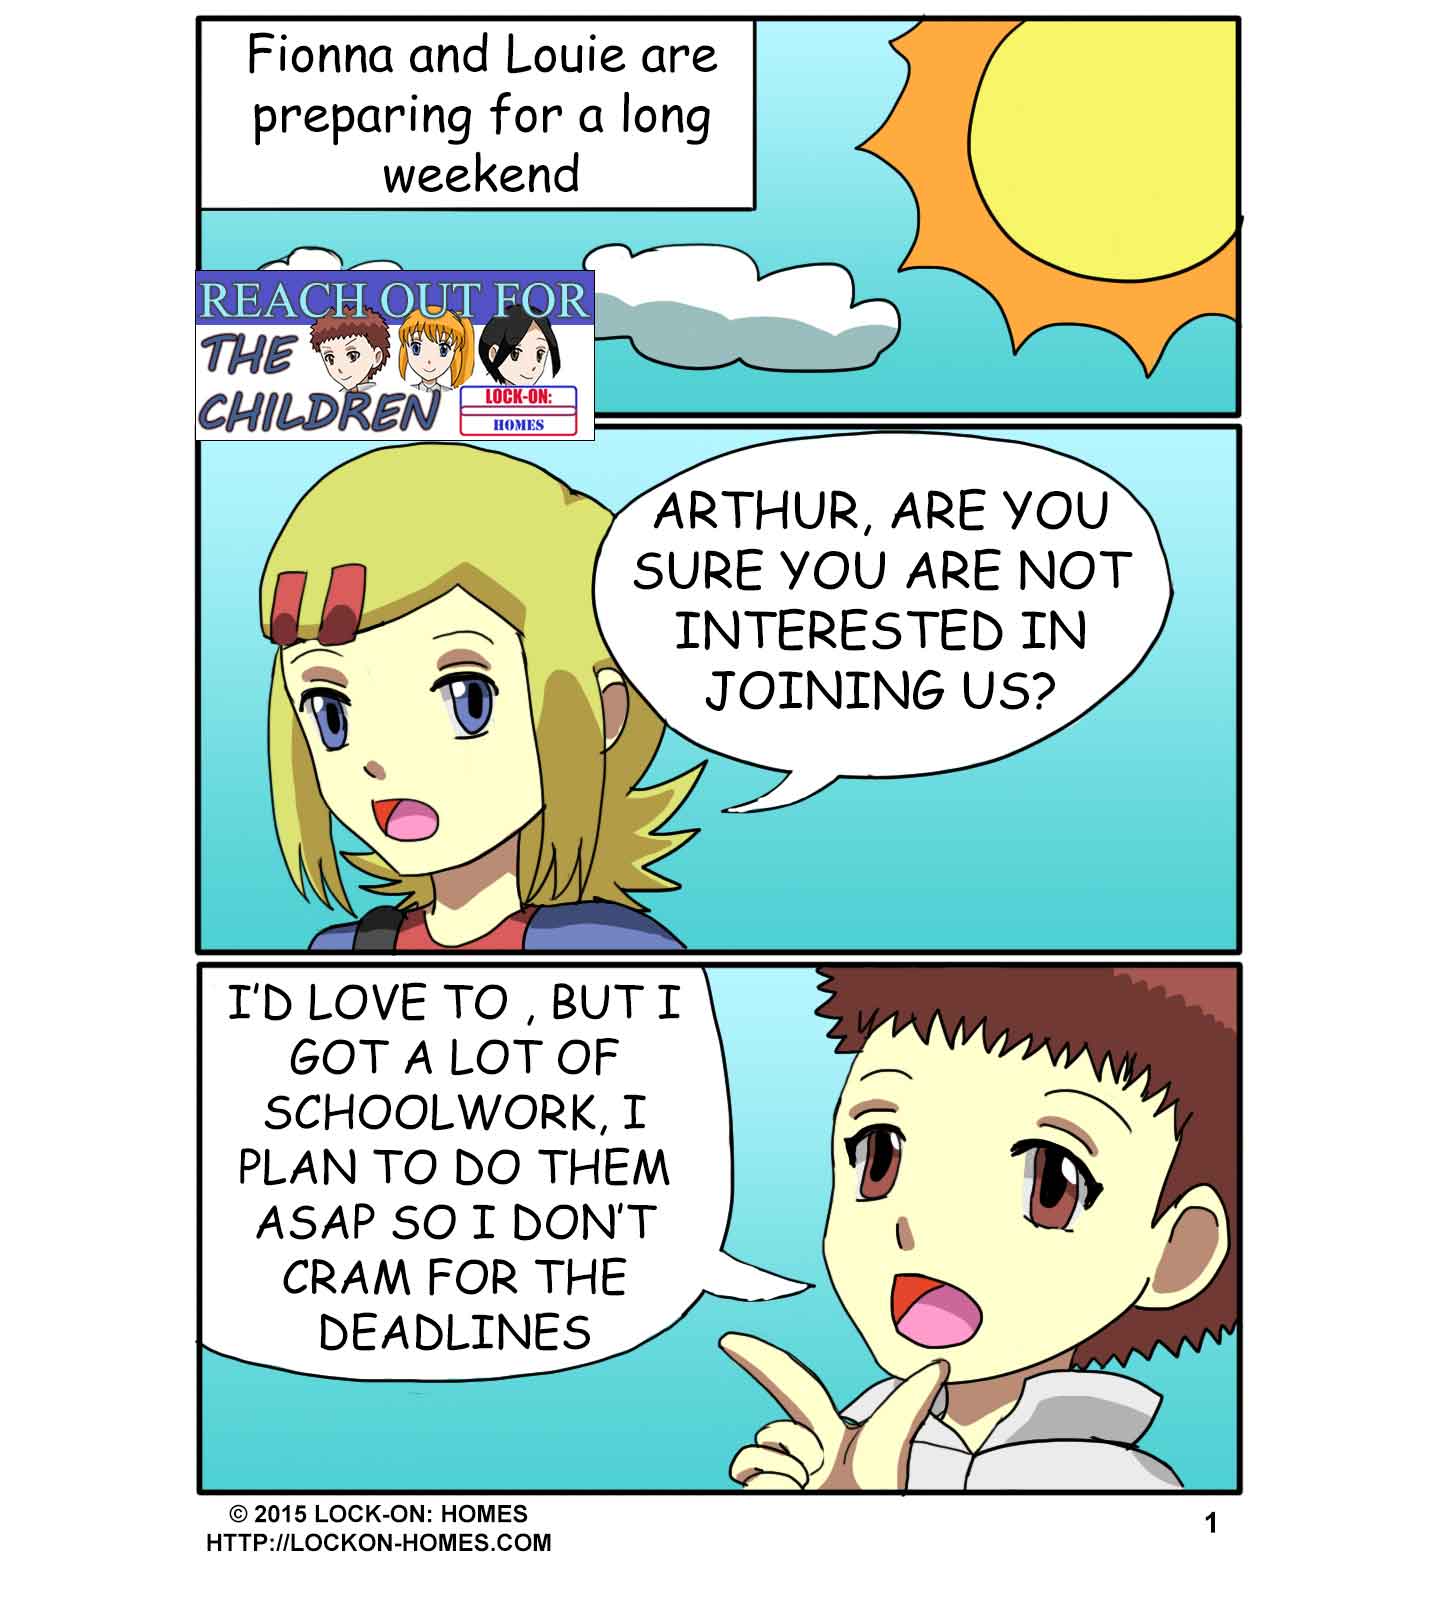 Fionna and Louie are
preparing for a long
weekend
REACH OUT FOR
THE
CHILDREN
LOCK-ON:
HOMES
ARTHUR, ARE YOU
SURE YOU ARE NOT
INTERESTED IN
JOINING US?
I'D LOVE TO , BUT I
GOT A LOT OF
SCHOOLWORK, I
PLAN TO DO THEM
ASAP SO I DON'T
CRAM FOR THE
DEADLINES
© 2015 LOCK-ON: HOMES
HTTP://LOCKON-HOMES.COM
1